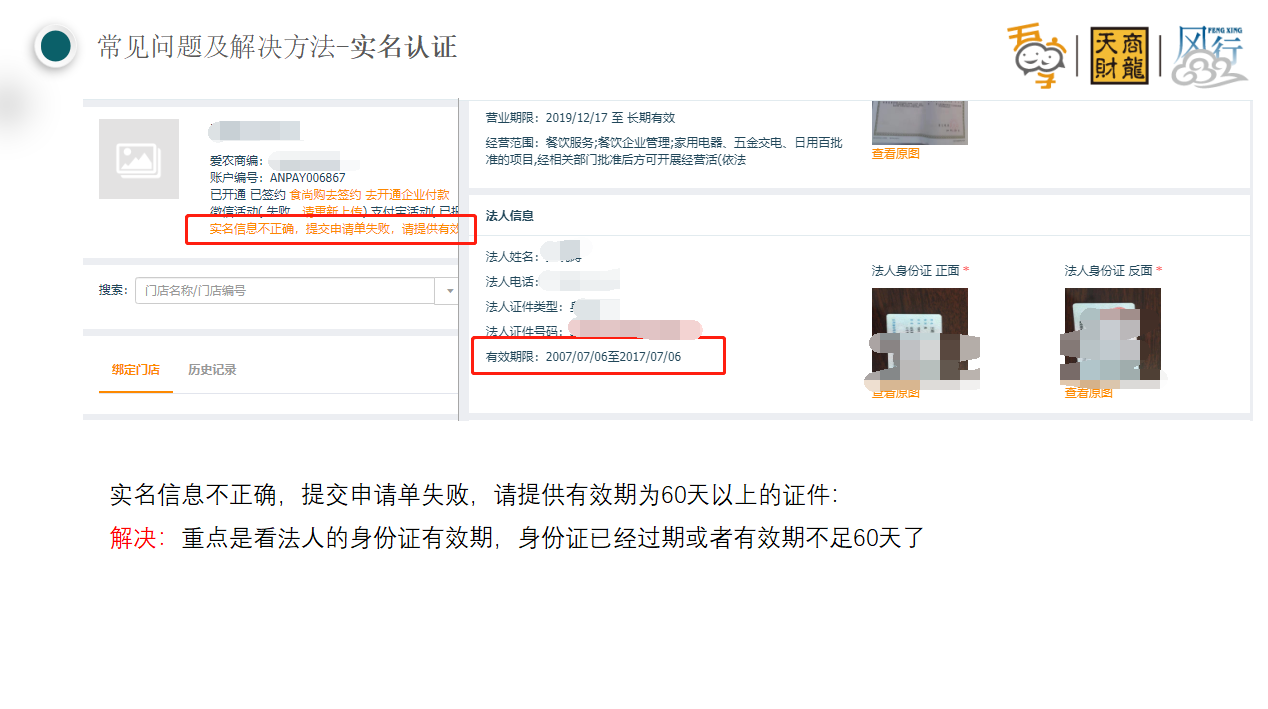 常见问题及解决方法-实名认证
吾享
天商
财龍
FENG XING
风行
爱农商编：
账户编号：ANPAY006867
已开通 已签约 食尚购去签约 去开通企业付款
微信活动( 失败，请重新上传) 支付宝活动( 已报
实名信息不正确，提交申请单失败，请提供有效
搜索： 门店名称/门店编号
绑定门店 历史记录
营业期限：2019/12/17 至 长期有效
经营范围：餐饮服务;餐饮企业管理;家用电器、五金交电、日用百批
准的项目,经相关部门批准后方可开展经营活(依法
查看原图
法人信息
法人姓名：
法人电话：
法人证件类型：
法人证件号码：
有效期限：2007/07/06至2017/07/06
法人身份证 正面 *
法人身份证 反面 *
查看原图
查看原图
实名信息不正确，提交申请单失败，请提供有效期为60天以上的证件：
解决：重点是看法人的身份证有效期，身份证已经过期或者有效期不足60天了